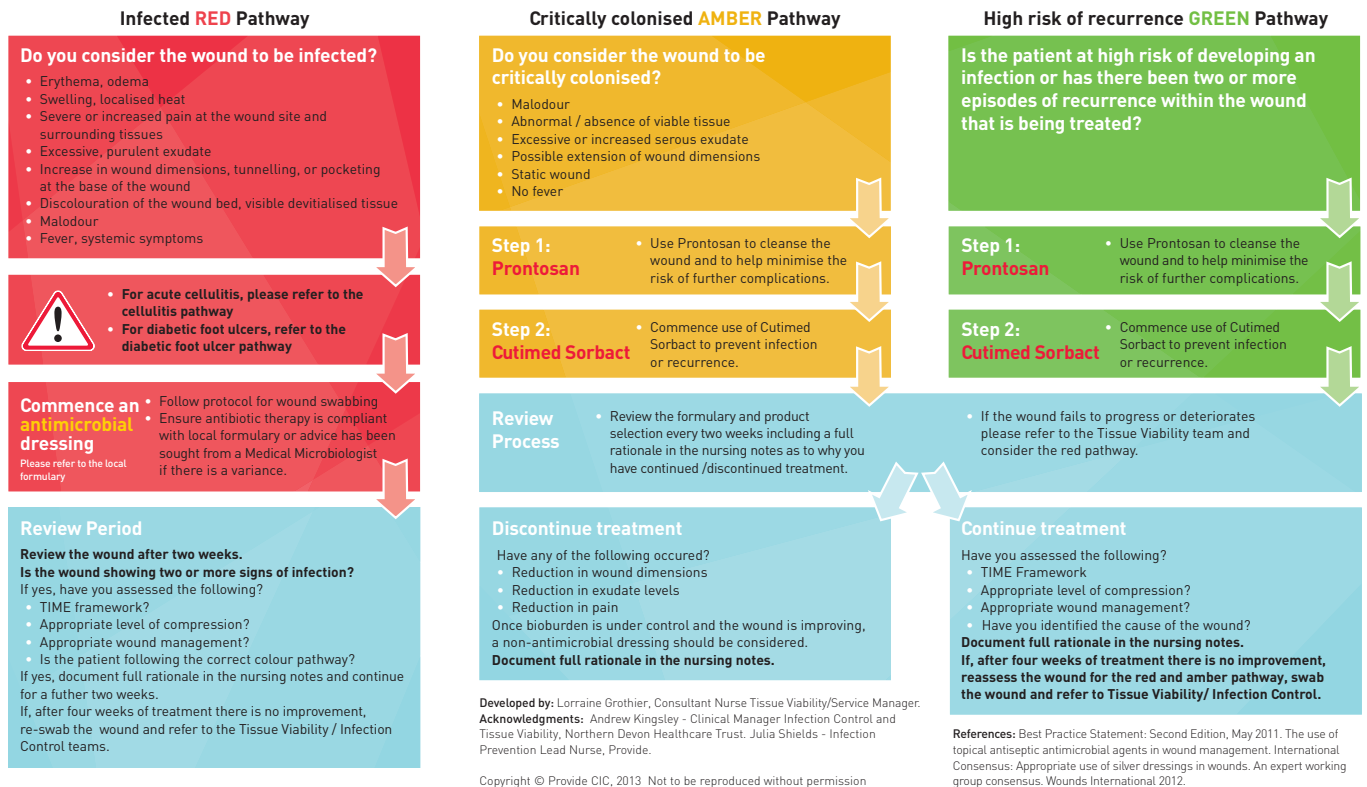 Infected RED Pathway
Do you consider the wound to be infected?
• Erythema, odema
• Swelling, localised heat
• Severe or increased pain at the wound site and
surrounding tissues
• Excessive, purulent exudate
• Increase in wound dimensions, tunnelling, or pocketing
at the base of the wound
• Discolouration of the wound bed, visible devitialised tissue
• Malodour
• Fever, systemic symptoms
!
• For acute cellulitis, please refer to the
cellulitis pathway
• For diabetic foot ulcers, refer to the
diabetic foot ulcer pathway
Commence an
antimicrobial
dressing
Please refer to the local
formulary
• Follow protocol for wound swabbing
• Ensure antibiotic therapy is compliant
with local formulary or advice has been
sought from a Medical Microbiologist
if there is a variance.
Review Period
Review the wound after two weeks.
Is the wound showing two or more signs of infection?
If yes, have you assessed the following?
• TIME framework?
• Appropriate level of compression?
• Appropriate wound management?
• Is the patient following the correct colour pathway?
If yes, document full rationale in the nursing notes and continue
for a futher two weeks.
If, after four weeks of treatment there is no improvement,
re-swab the wound and refer to the Tissue Viability / Infection
Control teams.
Critically colonised AMBER Pathway
Do you consider the wound to be
critically colonised?
• Malodour
• Abnormal / absence of viable tissue
• Excessive or increased serous exudate
• Possible extension of wound dimensions
• Static wound
• No fever
Step 1:
Prontosan
• Use Prontosan to cleanse the
wound and to help minimise the
risk of further complications.
Step 2:
Cutimed Sorbact
• Commence use of Cutimed
Sorbact to prevent infection
or recurrence.
High risk of recurrence GREEN Pathway
Is the patient at high risk of developing an
infection or has there been two or more
episodes of recurrence within the wound
that is being treated?
Step 1:
Prontosan
• Use Prontosan to cleanse the
wound and to help minimise the
risk of further complications.
Step 2:
Cutimed Sorbact
• Commence use of Cutimed
Sorbact to prevent infection
or recurrence.
Review
Process
• Review the formulary and product
selection every two weeks including a full
rationale in the nursing notes as to why you
have continued /discontinued treatment.
• If the wound fails to progress or deteriorates
please refer to the Tissue Viability team and
consider the red pathway.
Discontinue treatment
Have any of the following occured?
• Reduction in wound dimensions
• Reduction in exudate levels
• Reduction in pain
Once bioburden is under control and the wound is improving,
a non-antimicrobial dressing should be considered.
Document full rationale in the nursing notes.
Continue treatment
Have you assessed the following?
• TIME Framework
• Appropriate level of compression?
• Appropriate wound management?
• Have you identified the cause of the wound?
Document full rationale in the nursing notes.
If, after four weeks of treatment there is no improvement,
reassess the wound for the red and amber pathway, swab
the wound and refer to Tissue Viability/ Infection Control.
Developed by: Lorraine Grothier, Consultant Nurse Tissue Viability/Service Manager.
Acknowledgments: Andrew Kingsley - Clinical Manager Infection Control and
Tissue Viability, Northern Devon Healthcare Trust. Julia Shields - Infection
Prevention Lead Nurse, Provide.
Copyright © Provide CIC, 2013 Not to be reproduced without permission
References: Best Practice Statement: Second Edition, May 2011. The use of
topical antiseptic antimicrobial agents in wound management. International
Consensus: Appropriate use of silver dressings in wounds. An expert working
group consensus. Wounds International 2012.